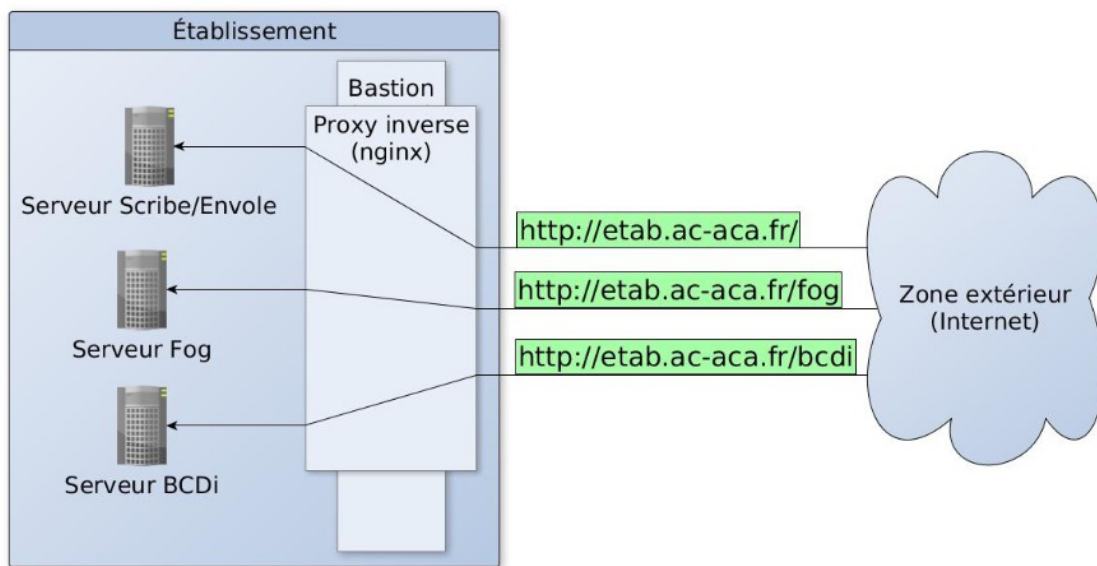 Établissement
Bastion
Proxy inverse
(nginx)
Serveur Scribe/Envole
http://etab.ac-aca.fr/
http://etab.ac-aca.fr/fog
Zone extérieur
(Internet)
Serveur Fog
http://etab.ac-aca.fr/bcdi
Serveur BCDi